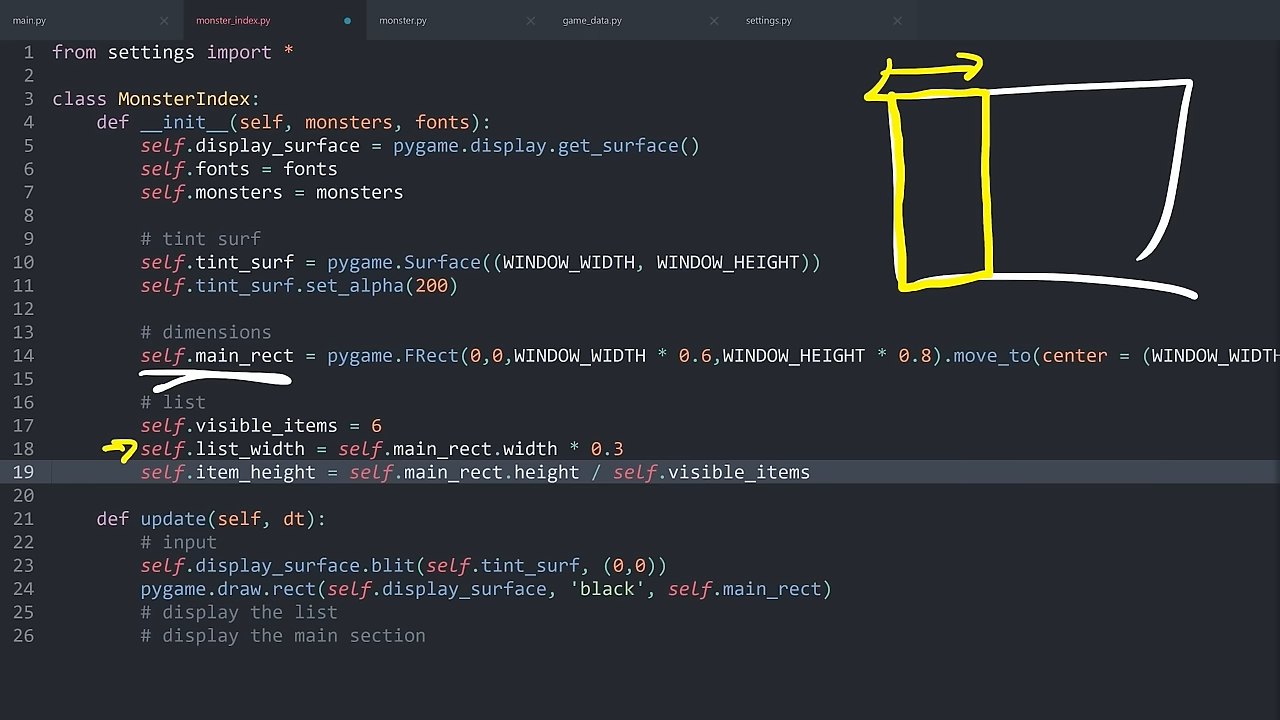 main.py
monster_index.py
monster.py
game_data.py
settings.py
1 from settings import *
2
3 class MonsterIndex:
4     def __init__(self, monsters, fonts):
5         self.display_surface = pygame.display.get_surface()
6         self.fonts = fonts
7         self.monsters = monsters
8
9         # tint surf
10         self.tint_surf = pygame.Surface((WINDOW_WIDTH, WINDOW_HEIGHT))
11         self.tint_surf.set_alpha(200)
12
13         # dimensions
14         self.main_rect = pygame.FRect(0,0,WINDOW_WIDTH * 0.6,WINDOW_HEIGHT * 0.8).move_to(center = (WINDOW_WIDTH
15
16         # list
17         self.visible_items = 6
18         self.list_width = self.main_rect.width * 0.3
19         self.item_height = self.main_rect.height / self.visible_items
20
21     def update(self, dt):
22         # input
23         self.display_surface.blit(self.tint_surf, (0,0))
24         pygame.draw.rect(self.display_surface, 'black', self.main_rect)
25         # display the list
26         # display the main section